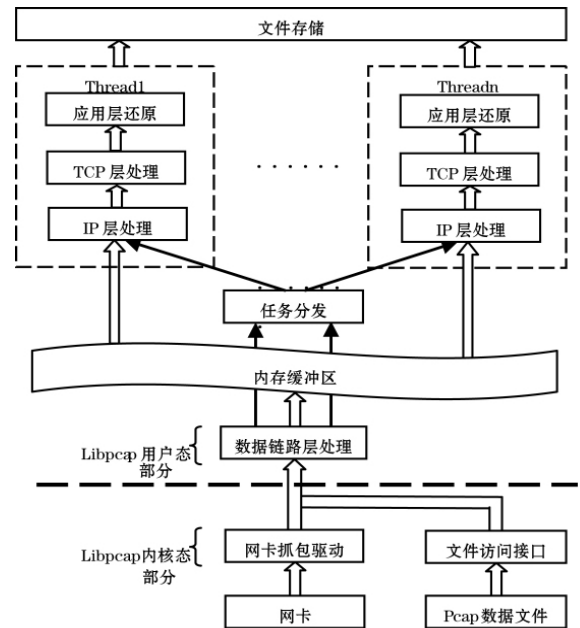 文件存储
Thread1
Threadn
应用层还原
应用层还原
TCP 层处理
. . . . . .
TCP 层处理
IP 层处理
IP 层处理
任务分发
内存缓冲区
Libpcap 用户态
部分
数据链路层处理
Libpcap内核态
部分
网卡抓包驱动
文件访问接口
网卡
Pcap 数据文件